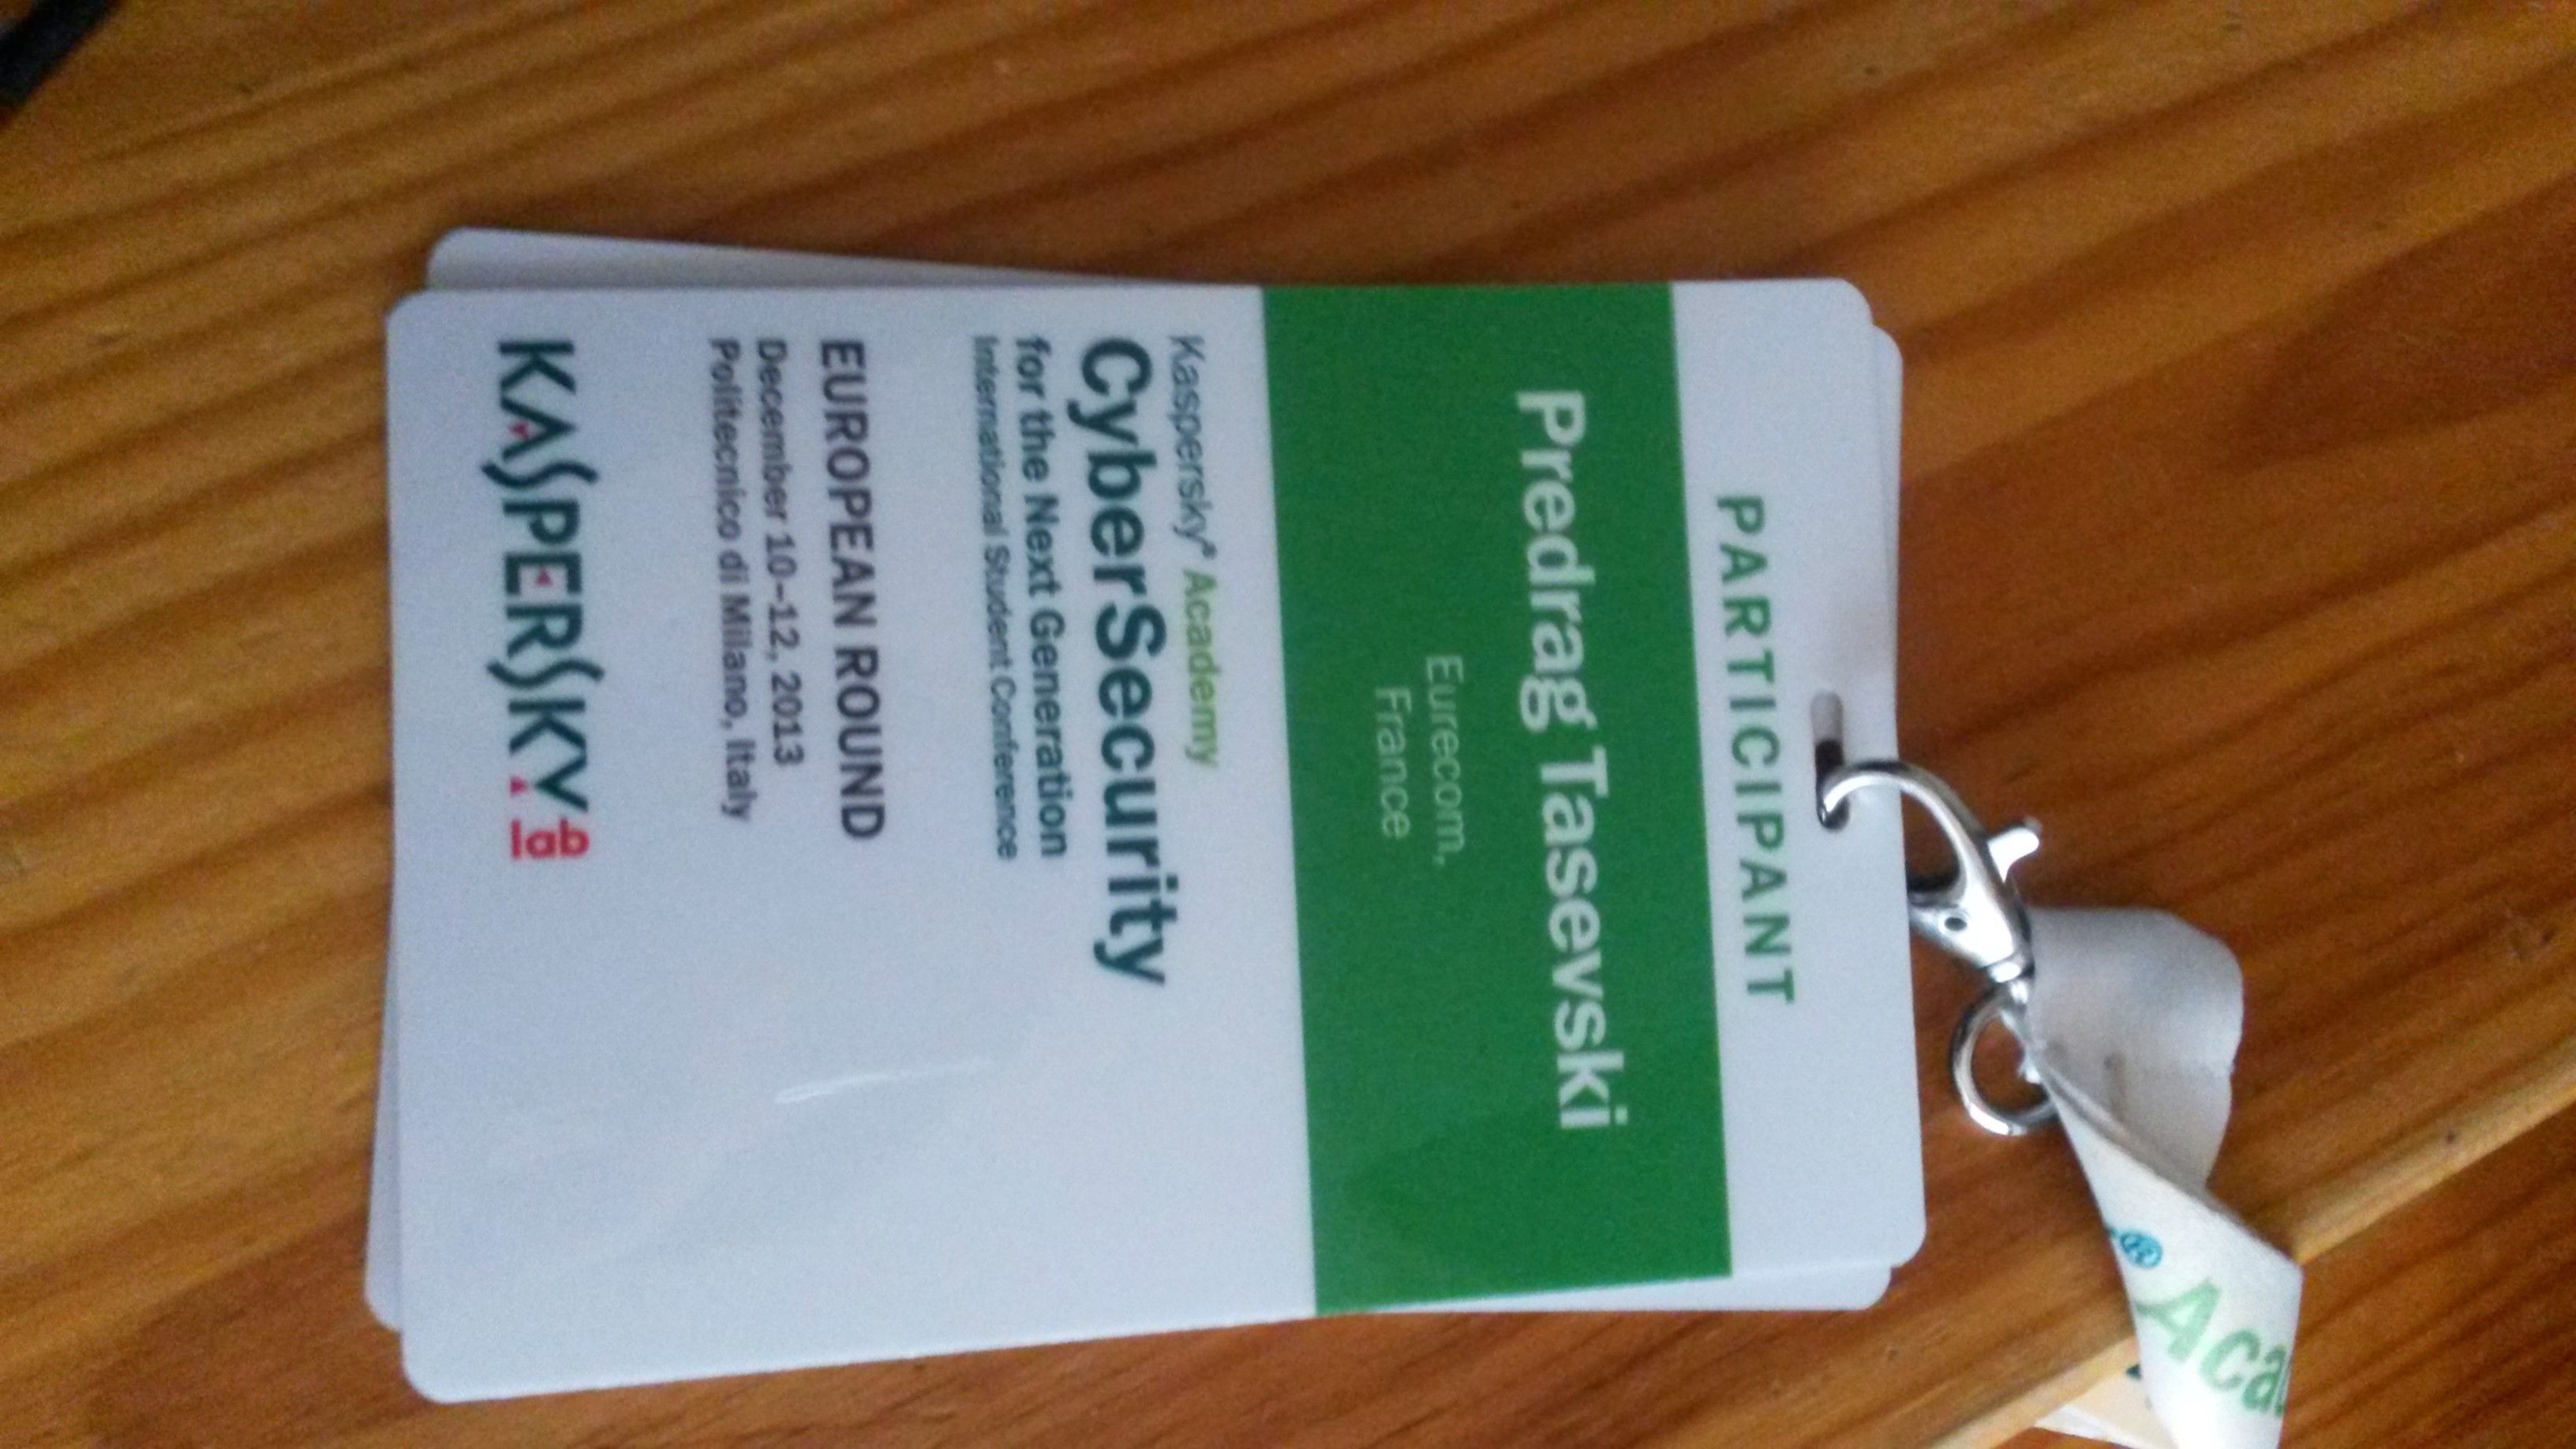 PARTICIPANT
Predrag Tasevski
Eurecom,
France
Kaspersky® Academy
CyberSecurity
for the Next Generation
International Student Conference
EUROPEAN ROUND
December 10–12, 2013
Politecnico di Milano, Italy
KASPERSKY lab
® Aca